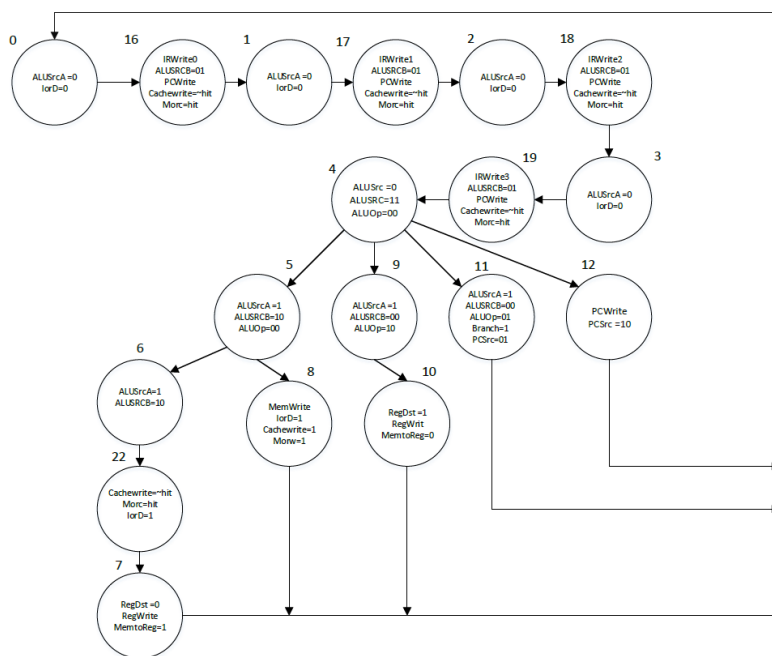 0
ALUSrcA =0
IorD=0
16
IRWrite0
ALUSRCB=01
PCWrite
Cachewrite=~hit
Morc=hit
1
ALUSrcA =0
IorD=0
17
IRWrite1
ALUSRCB=01
PCWrite
Cachewrite=~hit
Morc=hit
2
ALUSrcA =0
IorD=0
18
IRWrite2
ALUSRCB=01
PCWrite
Cachewrite=~hit
Morc=hit
3
ALUSrcA =0
IorD=0
19
IRWrite3
ALUSRCB=01
PCWrite
Cachewrite=~hit
Morc=hit
4
ALUSrc =0
ALUSRC=11
ALUOp=00
5
ALUSrcA =1
ALUSRCB=10
ALUOp=00
9
ALUSrcA =1
ALUSRCB=00
ALUOp=10
11
ALUSrcA =1
ALUSRCB=00
ALUOp=01
Branch=1
PCSrc=01
12
PCWrite
PCSrc =10
6
ALUSrcA=1
ALUSRCB=10
8
MemWrite
IorD=1
Cachewrite=1
Morw=1
10
RegDst =1
RegWrit
MemtoReg=0
22
Cachewrite=~hit
Morc=hit
IorD=1
7
RegDst =0
RegWrite
MemtoReg=1